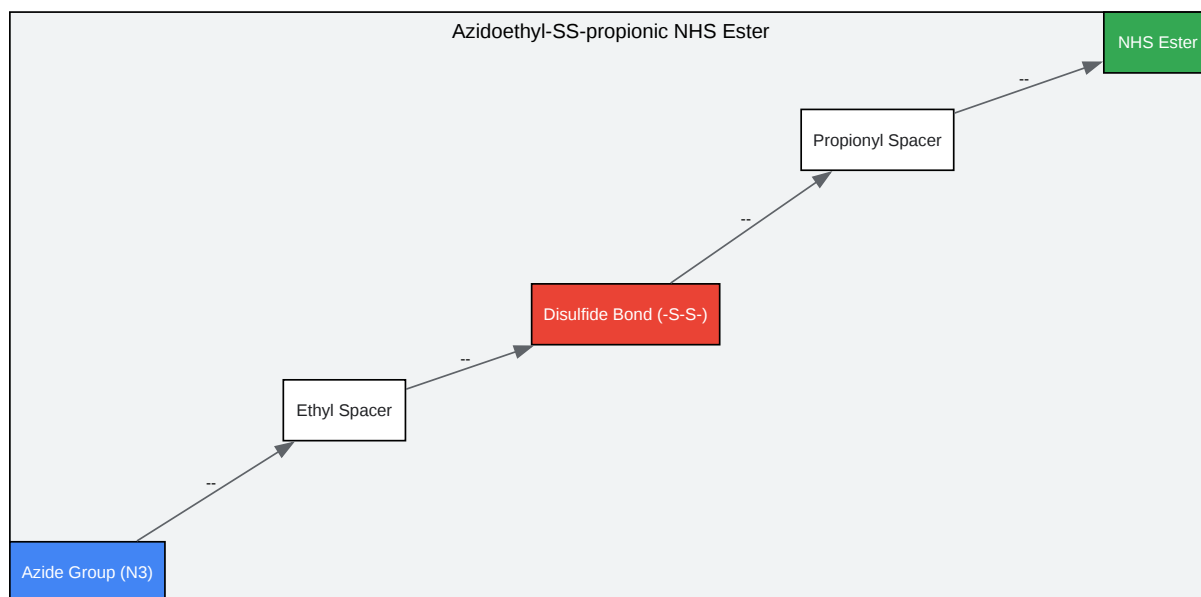 Azidoethyl-SS-propionic NHS Ester
NHS Ester
--
Propionyl Spacer
--
Disulfide Bond (-S-S-)
--
Ethyl Spacer
--
Azide Group (N3)